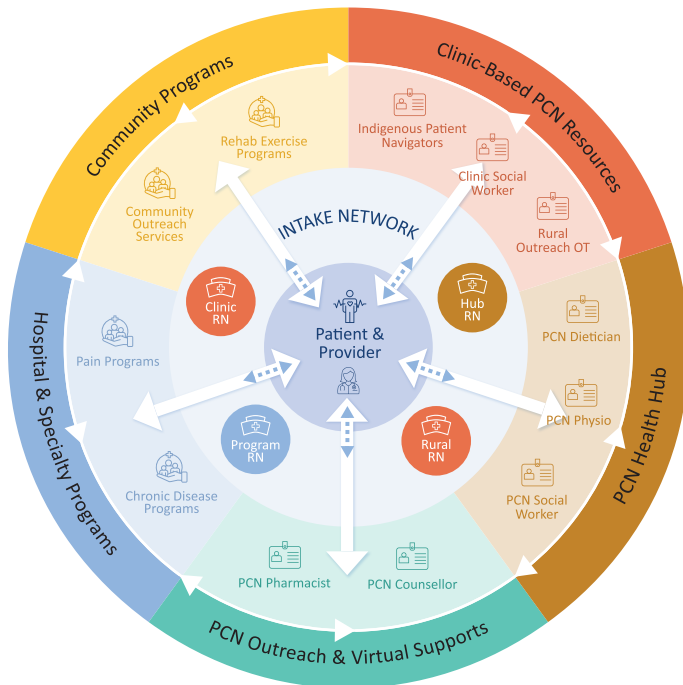 Community Programs
Clinic-Based PCN Resources
PCN Health Hub
PCN Outreach & Virtual Supports
Hospital & Specialty Programs
Rehab Exercise
Programs
Community
Outreach
Services
Indigenous Patient
Navigators
Clinic Social
Worker
Rural
Outreach OT
PCN Dietician
PCN Physio
PCN Social
Worker
PCN Counsellor
PCN Pharmacist
Chronic Disease
Programs
Pain Programs
INTAKE NETWORK
Clinic
RN
Hub
RN
Rural
RN
Program
RN
Patient &
Provider